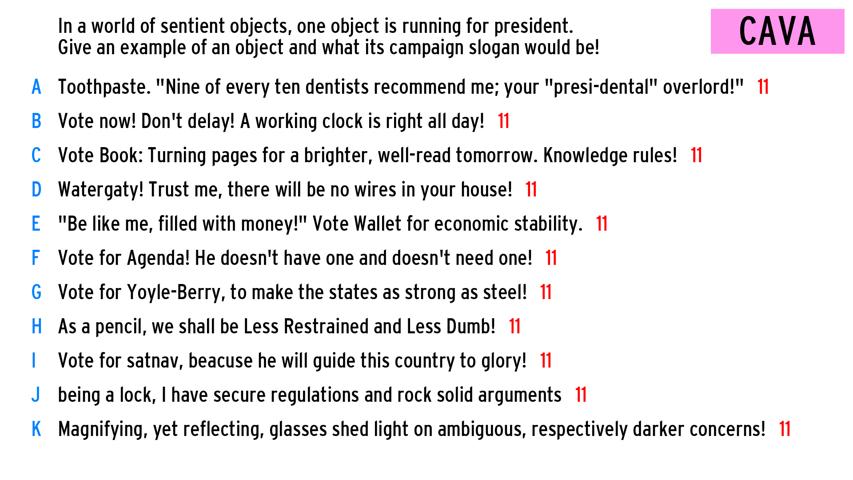 In a world of sentient objects, one object is running for president.
Give an example of an object and what its campaign slogan would be!
CAVA
A Toothpaste. "Nine of every ten dentists recommend me; your "presi-dental" overlord!" 11
B Vote now! Don't delay! A working clock is right all day! 11
C Vote Book: Turning pages for a brighter, well-read tomorrow. Knowledge rules! 11
D Watergaty! Trust me, there will be no wires in your house! 11
E "Be like me, filled with money!" Vote Wallet for economic stability. 11
F Vote for Agenda! He doesn't have one and doesn't need one! 11
G Vote for Yoyle-Berry, to make the states as strong as steel! 11
H As a pencil, we shall be Less Restrained and Less Dumb! 11
I Vote for satnav, beacuse he will guide this country to glory! 11
J being a lock, I have secure regulations and rock solid arguments 11
K Magnifying, yet reflecting, glasses shed light on ambiguous, respectively darker concerns! 11